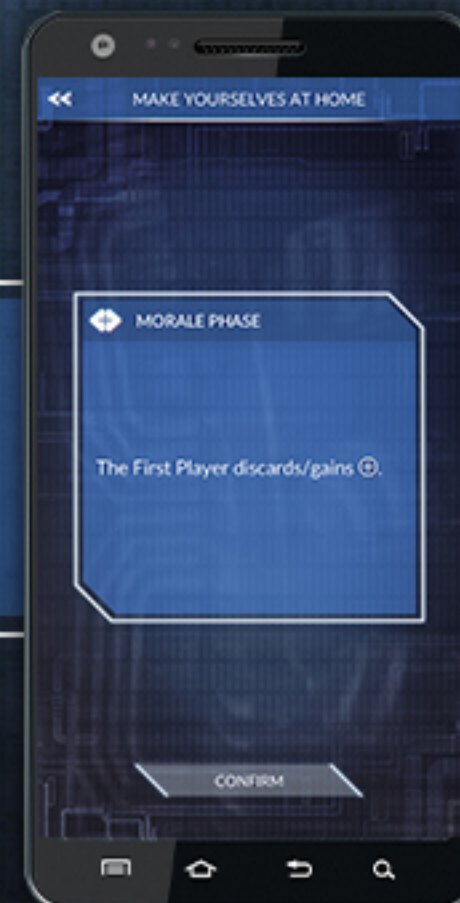 << MAKE YOURSELVES AT HOME
MORALE PHASE
The First Player discards/gains ⊕.
CONFIRM